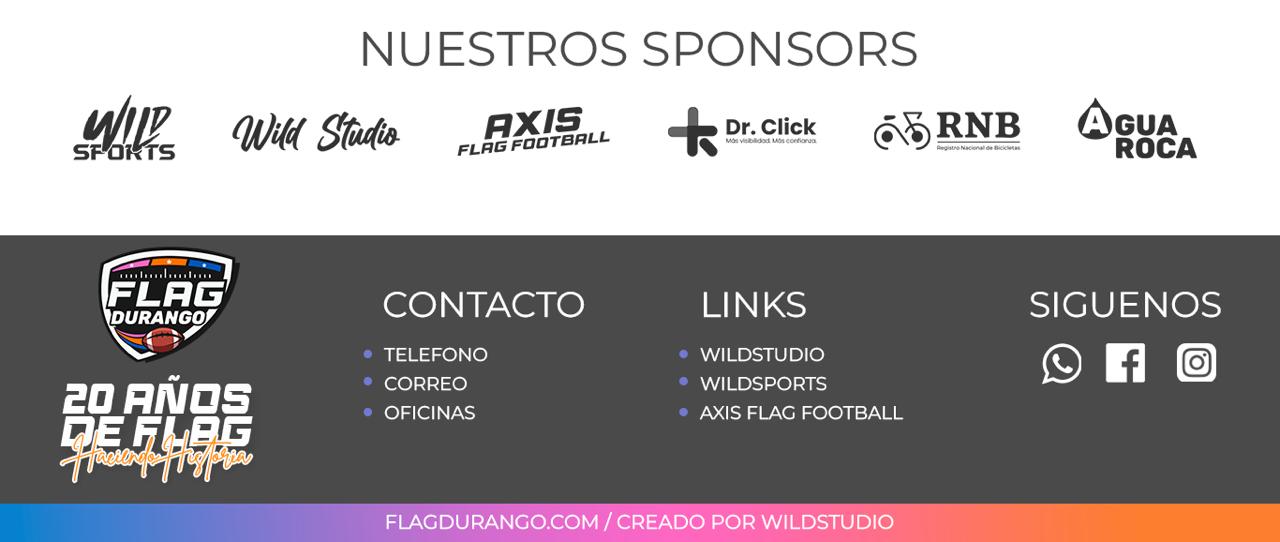 NUESTROS SPONSORS
WILD
SPORTS
Wild Studio
AXIS
FLAG FOOTBALL
Dr. Click
Más visibilidad. Más confianza.
RNB
Registro Nacional de Bicicletas
AGUA
ROCA
FLAG
DURANGO
20 AÑOS
DE FLAG
Haciendo Historia
CONTACTO
TELEFONO
CORREO
OFICINAS
LINKS
WILDSTUDIO
WILDSPORTS
AXIS FLAG FOOTBALL
SIGUENOS
FLAGDURANGO.COM / CREADO POR WILDSTUDIO